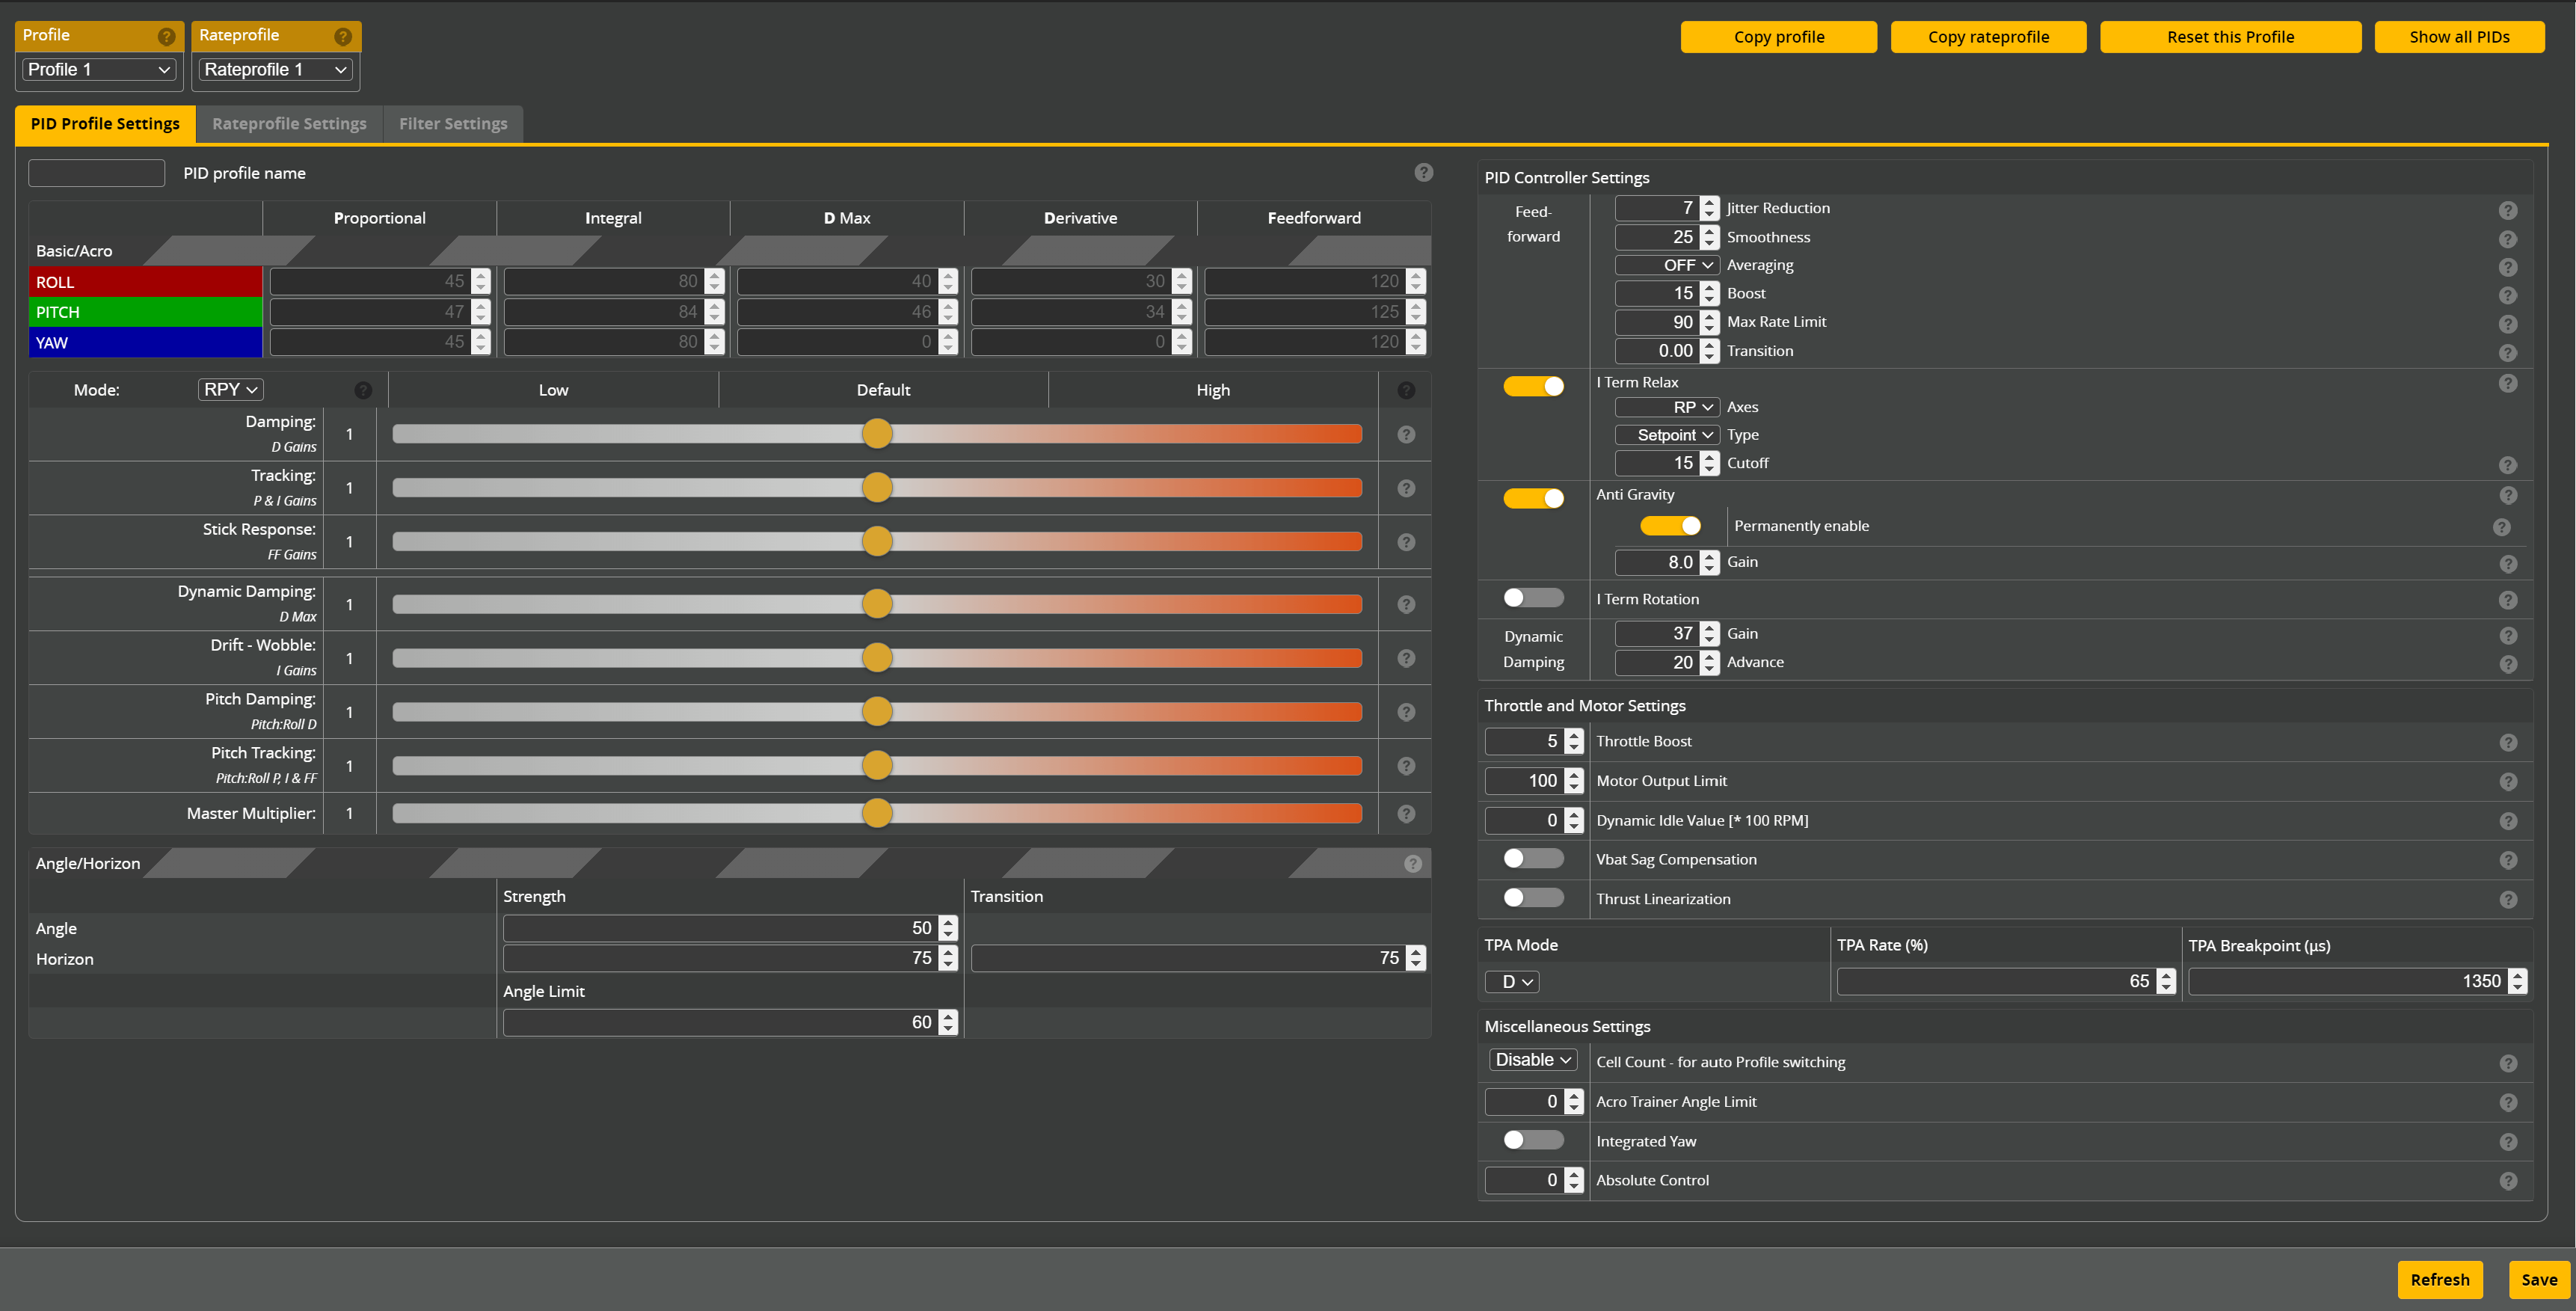 Profile
Rateprofile
Copy profile
Copy rateprofile
Reset this Profile
Show all PIDs
Profile 1
Rateprofile 1
PID Profile Settings
Rateprofile Settings
Filter Settings
PID profile name
Proportional Integral D Max Derivative Feedforward
Basic/Acro
ROLL 45 80 40 30 120
PITCH 47 84 46 34 125
YAW 45 80 0 0 120
Mode: RPY Low Default High
Damping:
D Gains
1
Tracking:
P & I Gains
1
Stick Response:
FF Gains
1
Dynamic Damping:
D Max
1
Drift - Wobble:
I Gains
1
Pitch Damping:
Pitch:Roll D
1
Pitch Tracking:
Pitch:Roll P, I & FF
1
Master Multiplier: 1
Angle/Horizon
Strength Transition
Angle 50
Horizon 75 75
Angle Limit
60
PID Controller Settings
Feed-
forward
7 Jitter Reduction
25 Smoothness
OFF Averaging
15 Boost
90 Max Rate Limit
0.00 Transition
I Term Relax
RP Axes
Setpoint Type
15 Cutoff
Anti Gravity
Permanently enable
8.0 Gain
I Term Rotation
Dynamic
Damping
37 Gain
20 Advance
Throttle and Motor Settings
5 Throttle Boost
100 Motor Output Limit
0 Dynamic Idle Value [* 100 RPM]
Vbat Sag Compensation
Thrust Linearization
TPA Mode TPA Rate (%) TPA Breakpoint (µs)
D 65 1350
Miscellaneous Settings
Disable Cell Count - for auto Profile switching
0 Acro Trainer Angle Limit
Integrated Yaw
0 Absolute Control
Refresh
Save